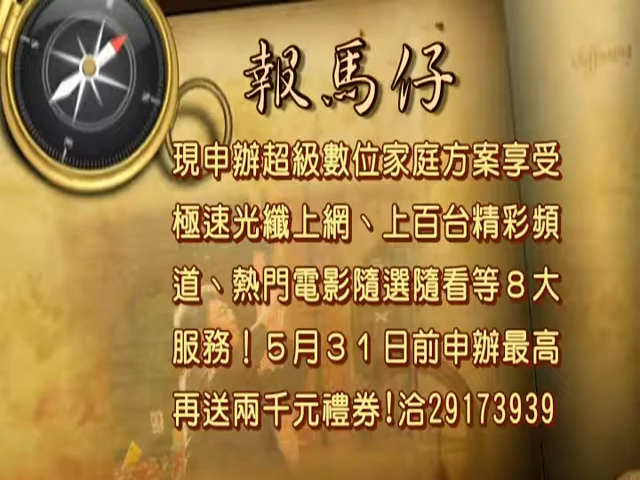 報馬仔
現申辦超級數位家庭方案享受
極速光纖上網、上百台精彩頻
道、熱門電影隨選隨看等８大
服務！５月３１日前申辦最高
再送兩千元禮券!洽29173939